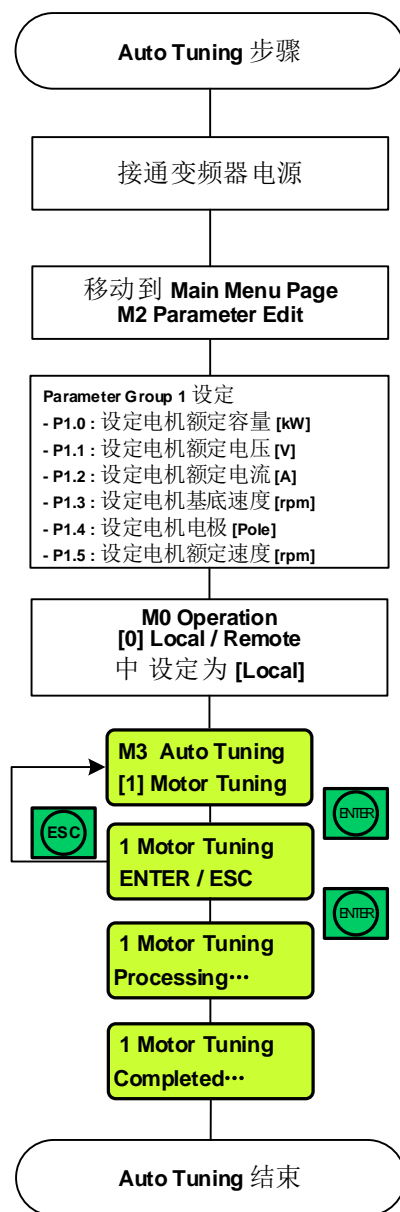 Auto Tuning 步骤
接通变频器电源
移动到 Main Menu Page
M2 Parameter Edit
Parameter Group 1 设定
- P1.0 : 设定电机额定容量 [kW]
- P1.1 : 设定电机额定电压 [V]
- P1.2 : 设定电机额定电流 [A]
- P1.3 : 设定电机基底速度 [rpm]
- P1.4 : 设定电机电极 [Pole]
- P1.5 : 设定电机额定速度 [rpm]
M0 Operation
[0] Local / Remote
中 设定为 [Local]
M3 Auto Tuning
[1] Motor Tuning
ENTER
ESC
1 Motor Tuning
ENTER / ESC
ENTER
1 Motor Tuning
Processing…
1 Motor Tuning
Completed…
Auto Tuning 结束